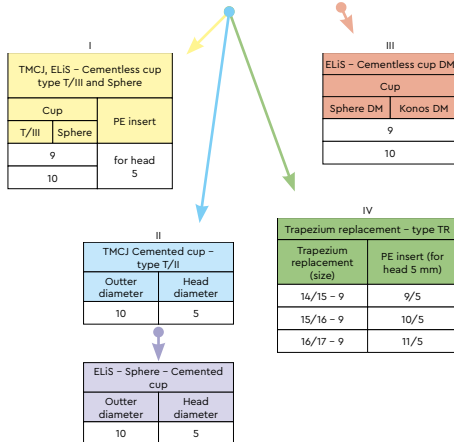 I
TMCJ, ELiS – Cementless cup
type T/III and Sphere
Cup
PE insert
T/III
Sphere
9
for head
5
10
III
ELiS – Cementless cup DM
Cup
Sphere DM
Konos DM
9
10
II
TMCJ Cemented cup –
type T/II
Outter
diameter
Head
diameter
10
5
IV
Trapezium replacement – type TR
Trapezium
replacement
(size)
PE insert (for
head 5 mm)
14/15 – 9
9/5
15/16 – 9
10/5
16/17 – 9
11/5
ELiS – Sphere – Cemented
cup
Outter
diameter
Head
diameter
10
5